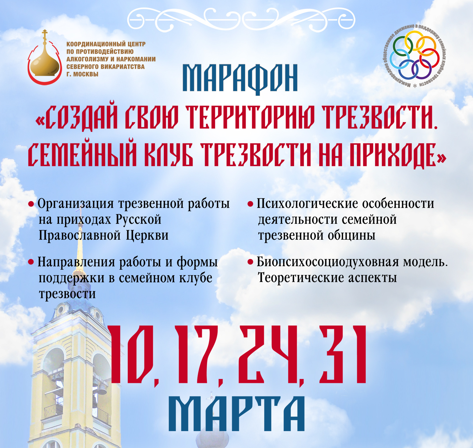 КООРДИНАЦИОННЫЙ ЦЕНТР
ПО ПРОТИВОДЕЙСТВИЮ
АЛКОГОЛИЗМУ И НАРКОМАНИИ
СЕВЕРНОГО ВИКАРИАТСТВА
Г. МОСКВЫ
МАРАФОН
«СОЗДАЙ СВОЮ ТЕРРИТОРИЮ ТРЕЗВОСТИ.
СЕМЕЙНЫЙ КЛУБ ТРЕЗВОСТИ НА ПРИХОДЕ»
• Организация трезвенной работы
на приходах Русской
Православной Церкви
• Направления работы и формы
поддержки в семейном клубе
трезвости
• Психологические особенности
деятельности семейной
трезвенной общины
• Биопсихосоциодуховная модель.
Теоретические аспекты
10, 17, 24, 31
МАРТА